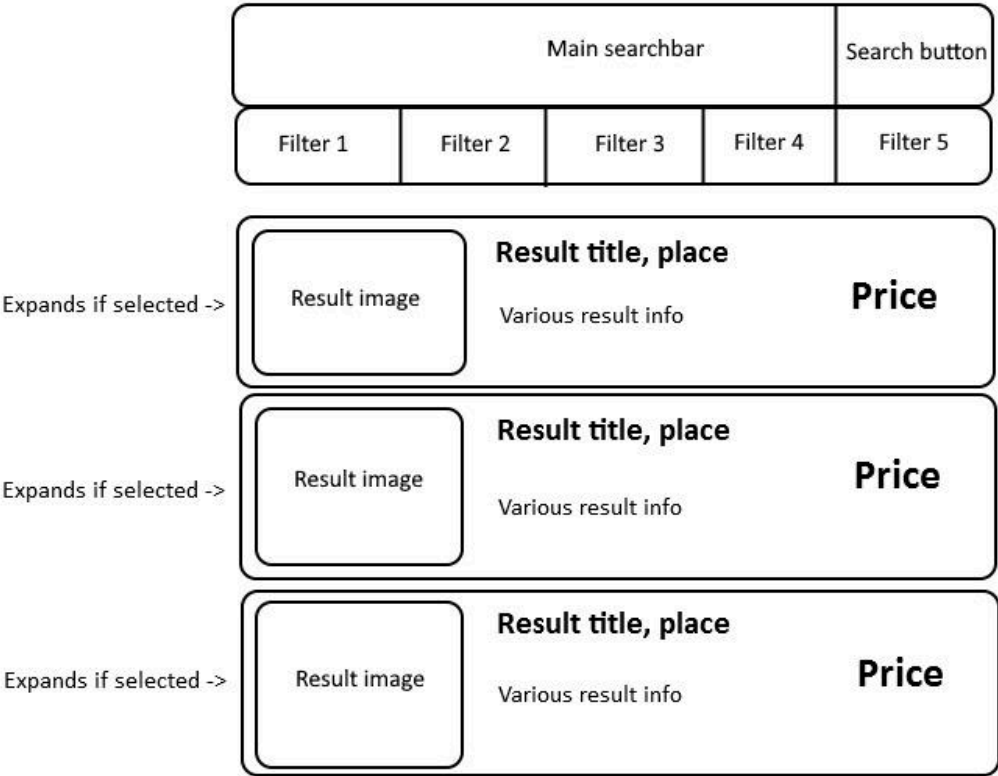 Main searchbar
Search button
Filter 1
Filter 2
Filter 3
Filter 4
Filter 5
Expands if selected ->
Result image
Result title, place
Various result info
Price
Expands if selected ->
Result image
Result title, place
Various result info
Price
Expands if selected ->
Result image
Result title, place
Various result info
Price